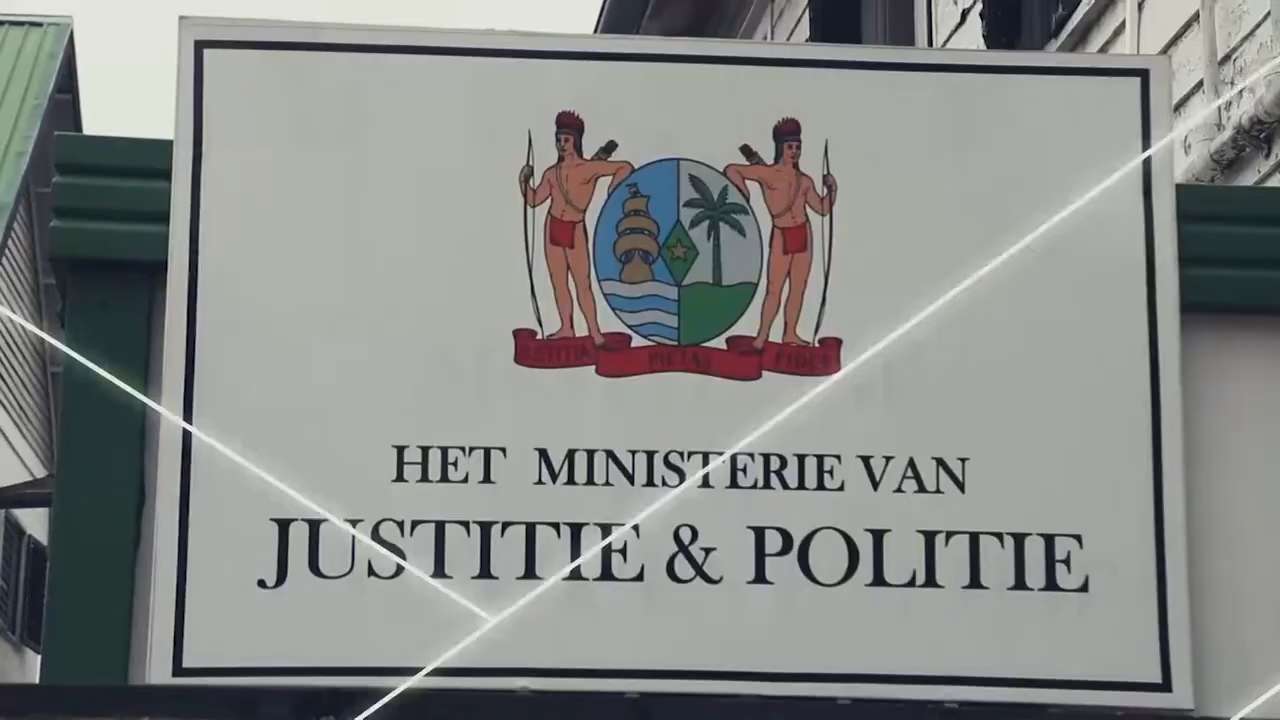 JUSTITIA PIETAS FIDES
HET MINISTERIE VAN
JUSTITIE & POLITIE